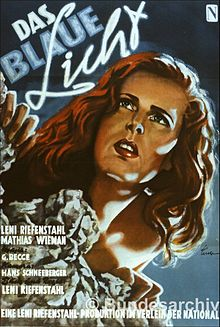 DAS
BLAUE
Licht
N
LENI RIEFENSTAHL
MATHIAS WIEMAN
G. BECCE
HANS SCHNEEBERGER
LENI RIEFENSTAHL
EINE LENI RIEFENSTAHL-PRODUKTION IM VERLEIH DER NATIONAL
© Bundesarchiv